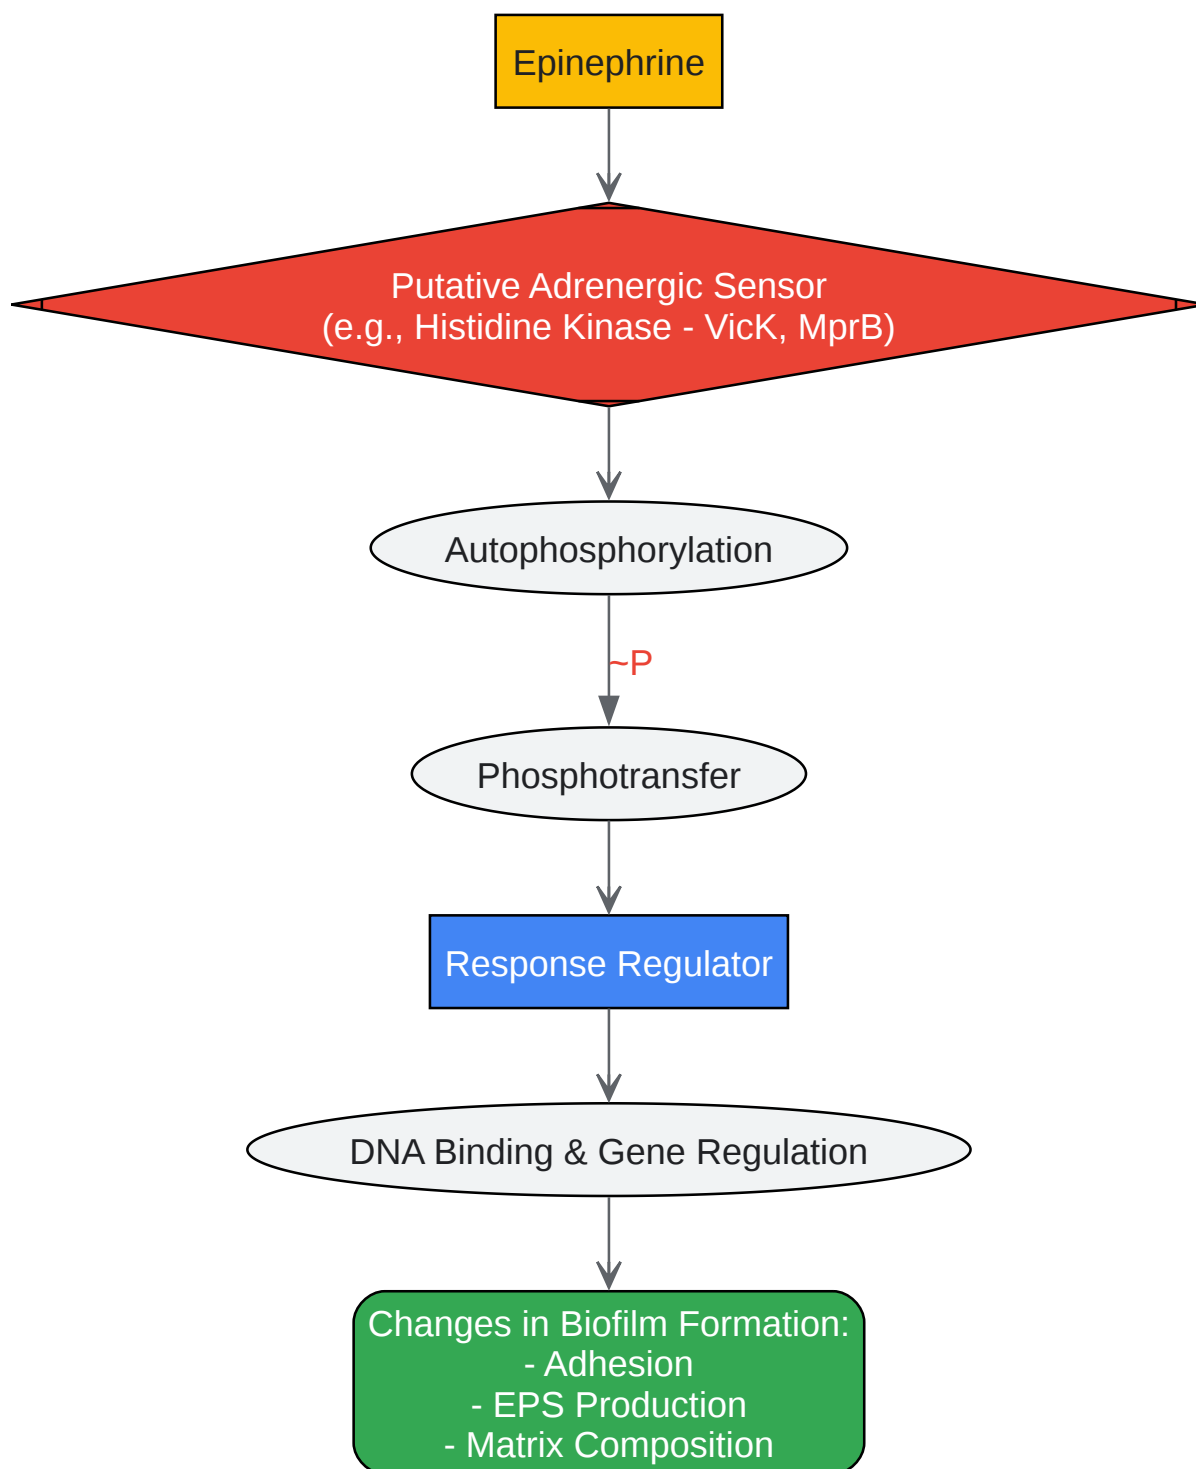 Epinephrine
Putative Adrenergic Sensor
(e.g., Histidine Kinase - VicK, MprB)
Autophosphorylation
~P
Phosphotransfer
Response Regulator
DNA Binding & Gene Regulation
Changes in Biofilm Formation:
- Adhesion
- EPS Production
- Matrix Composition